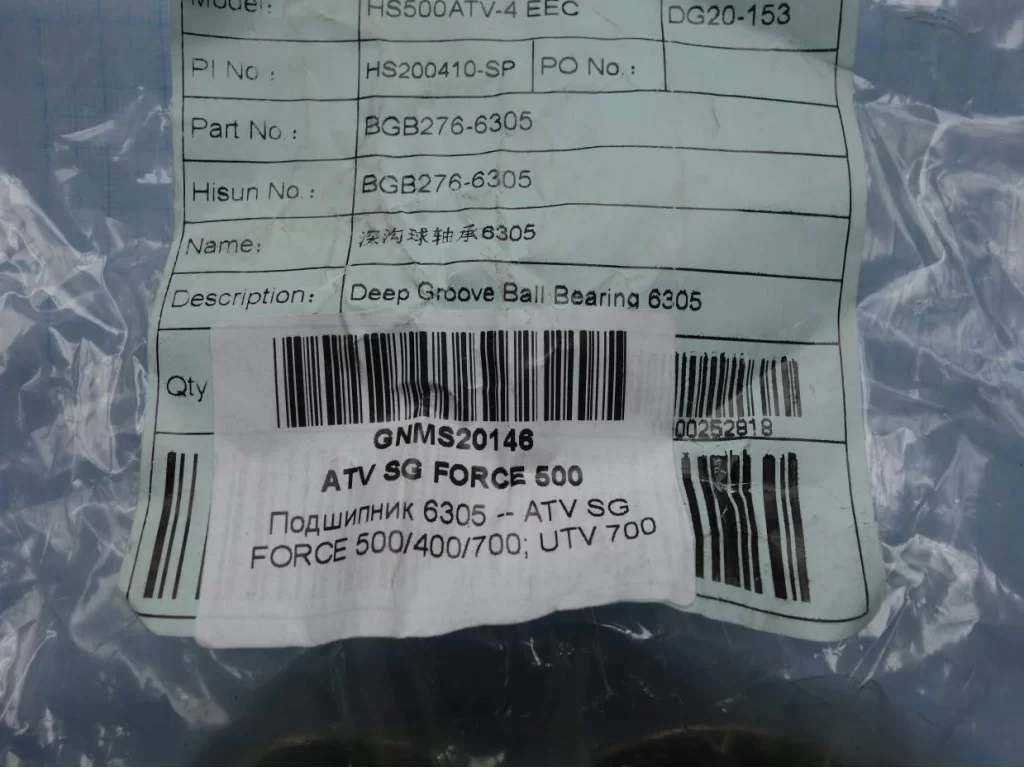 Model: HS500ATV-4 EEC DG20-153
PI No : HS200410-SP PO No. :
Part No. : BGB276-6305
Hisun No. : BGB276-6305
Name: 深沟球轴承6305
Description: Deep Groove Ball Bearing 6305
Qty
00252818
GNMS20146
ATV SG FORCE 500
Подшипник 6305 -- ATV SG
FORCE 500/400/700; UTV 700